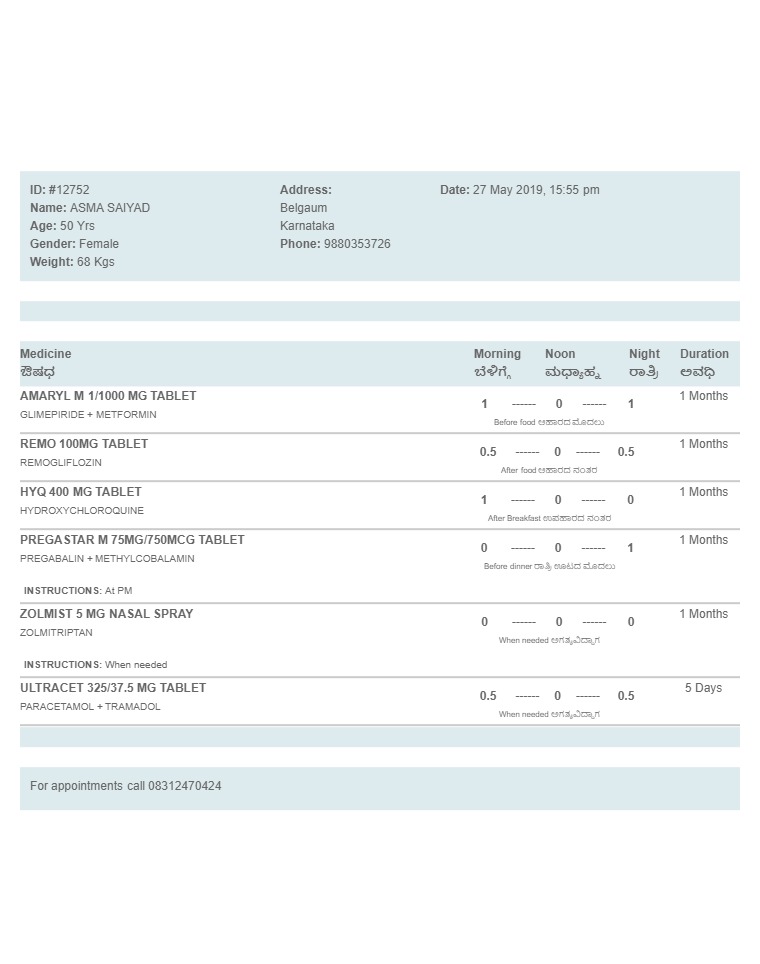 ID: #12752
Name: ASMA SAIYAD
Age: 50 Yrs
Gender: Female
Weight: 68 Kgs
Address:
Belgaum
Karnataka
Phone: 9880353726
Date: 27 May 2019, 15:55 pm
Medicine Morning Noon Night Duration
ಔಷಧ ಬೆಳಿಗ್ಗೆ ಮಧ್ಯಾಹ್ನ ರಾತ್ರಿ ಅವಧಿ
AMARYL M 1/1000 MG TABLET 1 ------ 0 ------ 1 1 Months
GLIMEPIRIDE + METFORMIN
Before food ಆಹಾರದ ಮೊದಲು
REMO 100MG TABLET 0.5 ------ 0 ------ 0.5 1 Months
REMOGLIFLOZIN
After food ಆಹಾರದ ನಂತರ
HYQ 400 MG TABLET 1 ------ 0 ------ 0 1 Months
HYDROXYCHLOROQUINE
After Breakfast ಉಪಹಾರದ ನಂತರ
PREGASTAR M 75MG/750MCG TABLET 0 ------ 0 ------ 1 1 Months
PREGABALIN + METHYLCOBALAMIN
Before dinner ರಾತ್ರಿ ಊಟದ ಮೊದಲು
INSTRUCTIONS: At PM
ZOLMIST 5 MG NASAL SPRAY 0 ------ 0 ------ 0 1 Months
ZOLMITRIPTAN
When needed ಅಗತ್ಯವಿದ್ದಾಗ
INSTRUCTIONS: When needed
ULTRACET 325/37.5 MG TABLET 0.5 ------ 0 ------ 0.5 5 Days
PARACETAMOL + TRAMADOL
When needed ಅಗತ್ಯವಿದ್ದಾಗ
For appointments call 08312470424